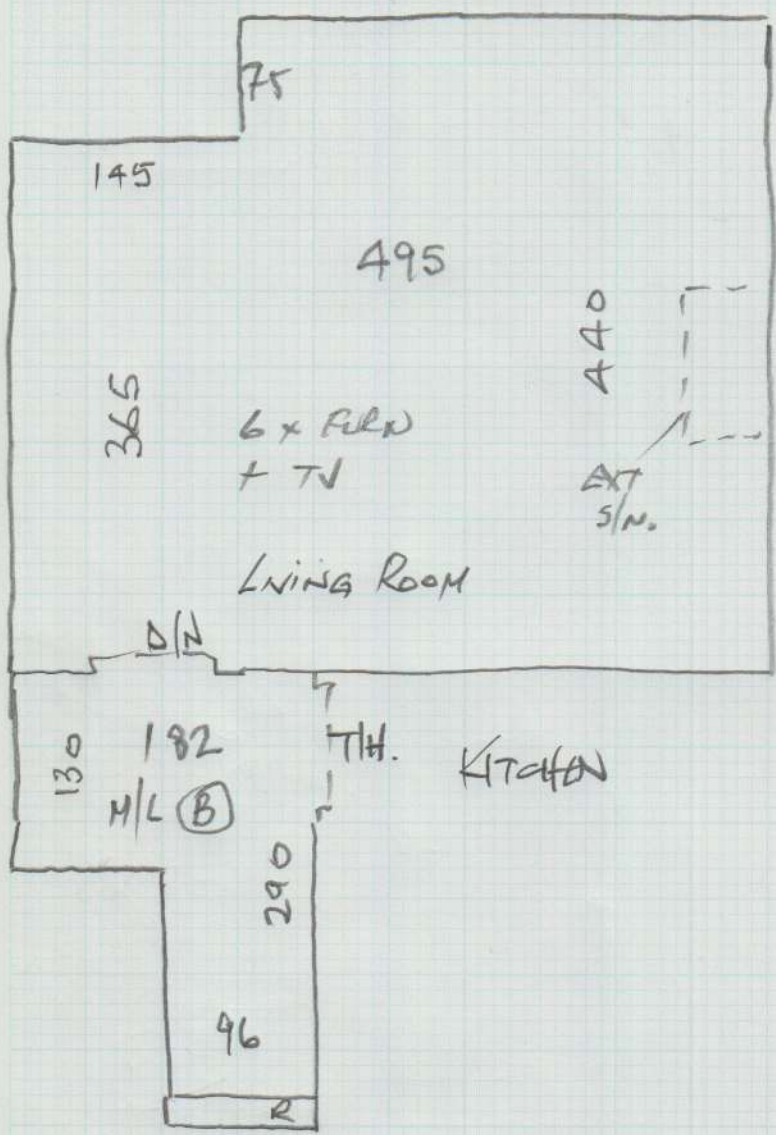 75
145
495
440
365
6 x FURN
+ TV
EXT
S/N.
LIVING ROOM
D/N
130
182
T/H.
KITCHEN
M/L B
290
96
R